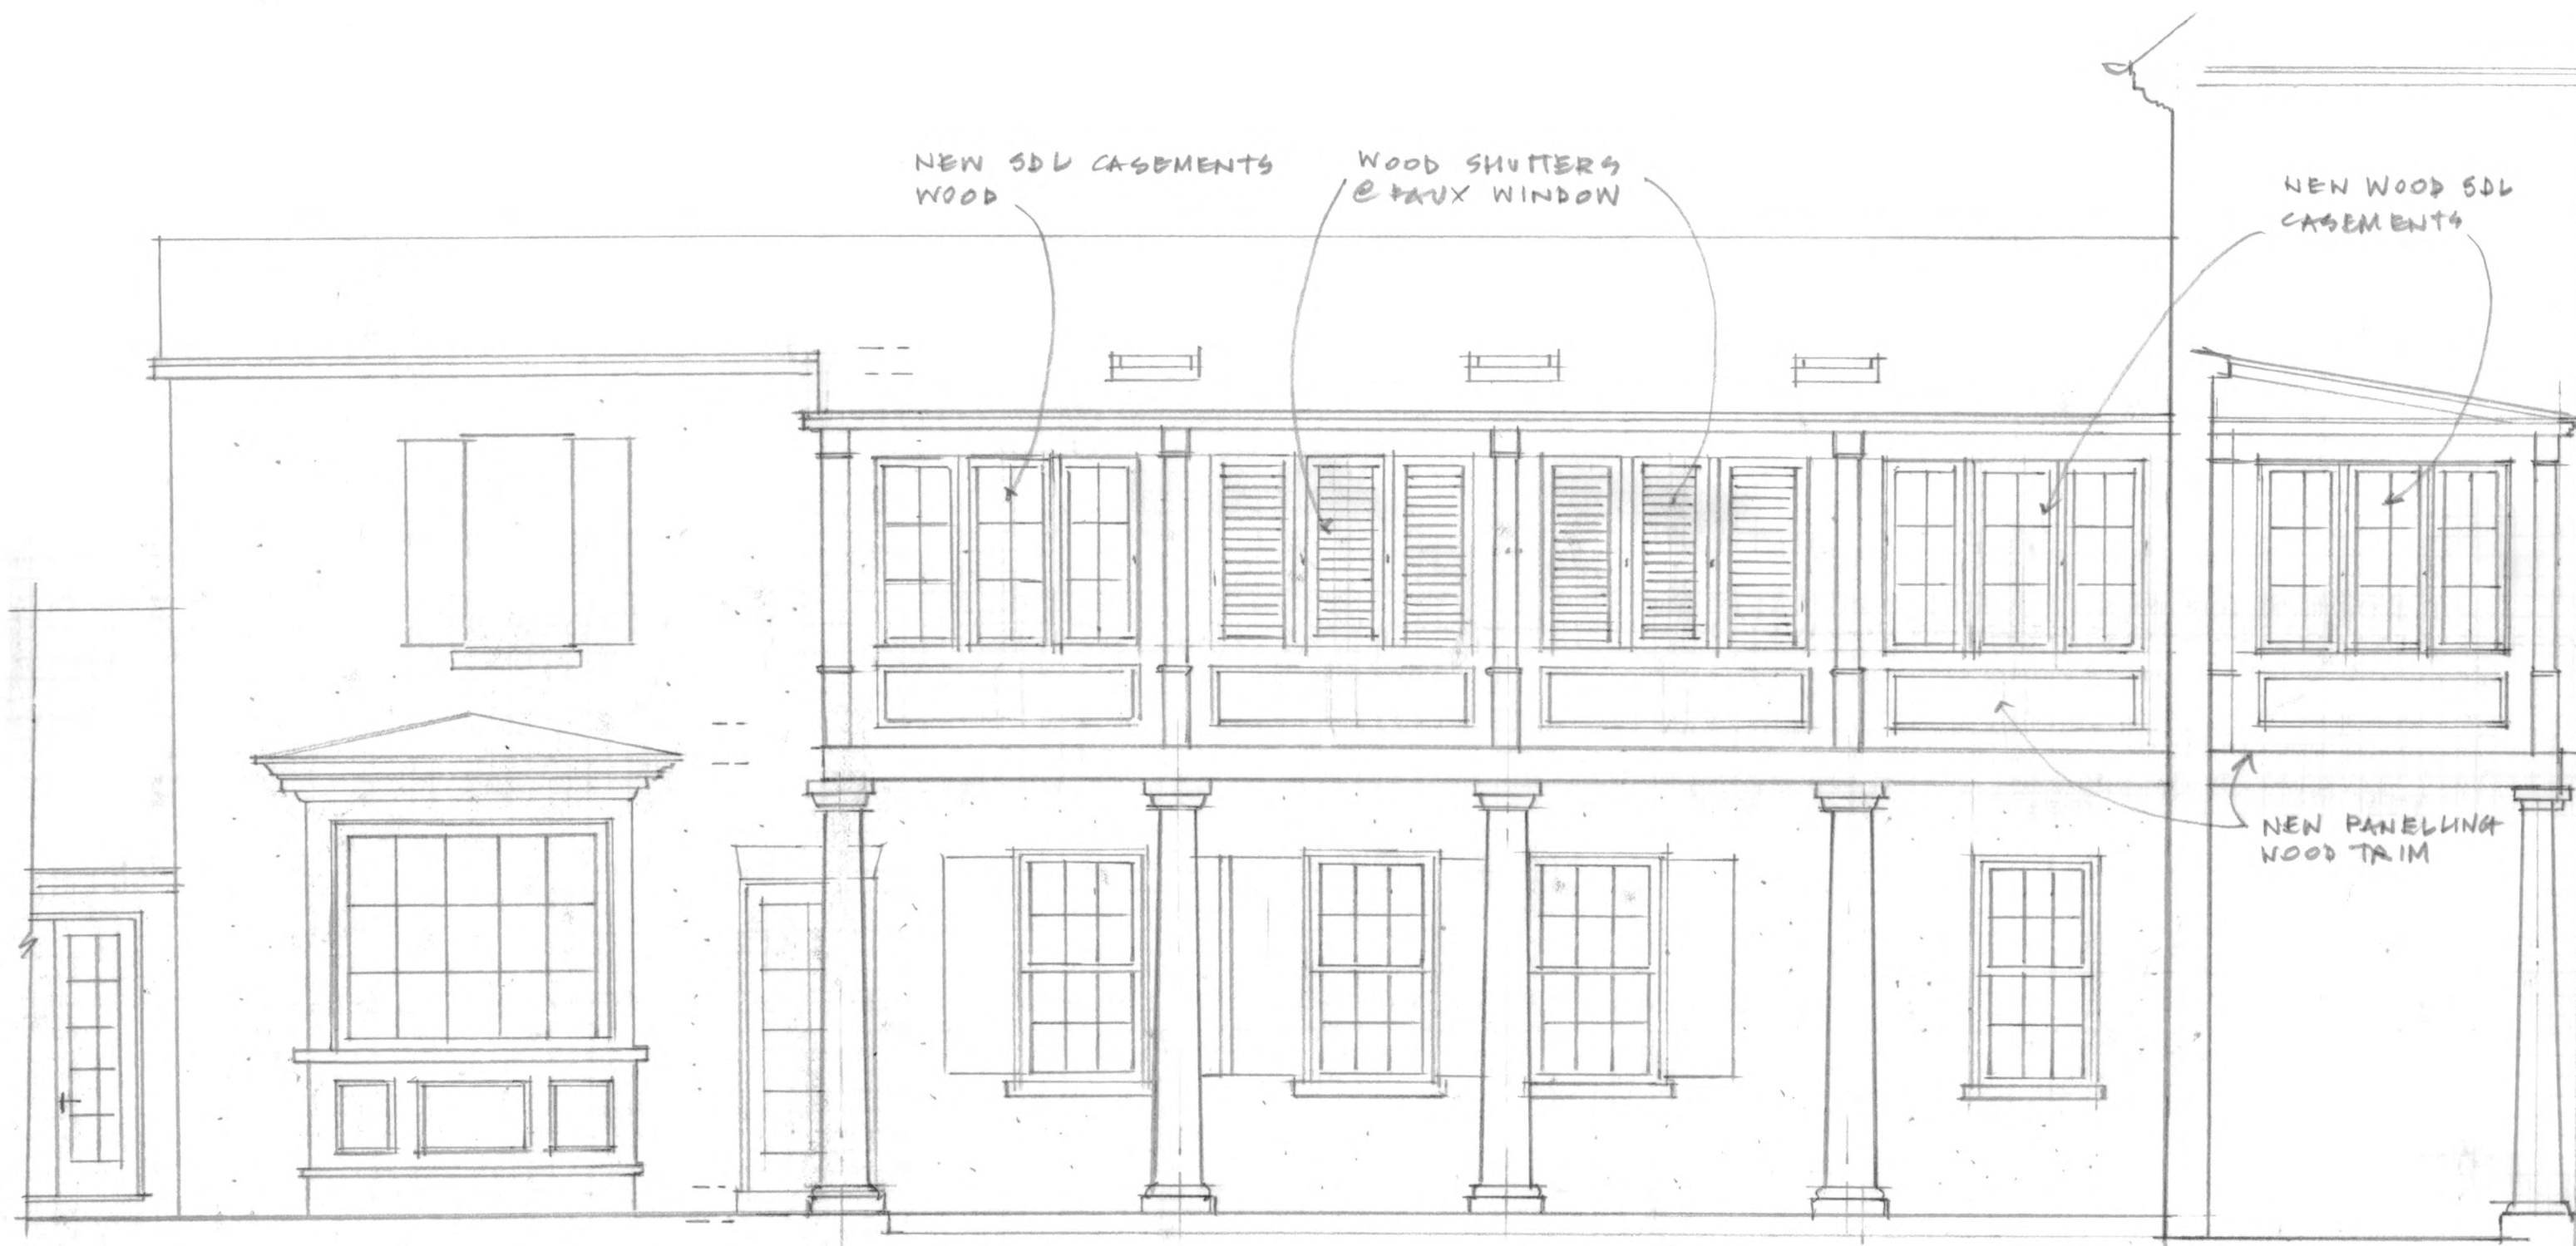 NEW SDL CASEMENTS
WOOD
WOOD SHUTTERS
@ FAUX WINDOW
NEW WOOD SDL
CASEMENTS
NEW PANELLING
WOOD TRIM